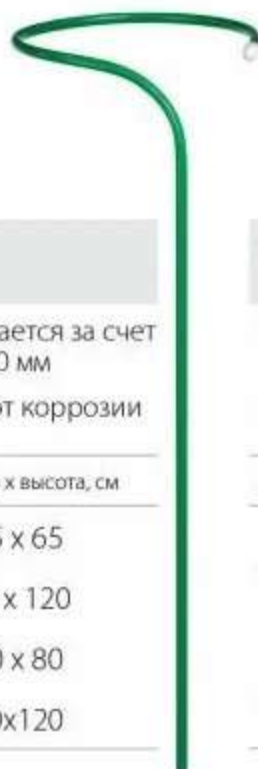 ается за счет
0 мм
от коррозии
х высота, см
5 х 65
х 120
0 х 80
0х120